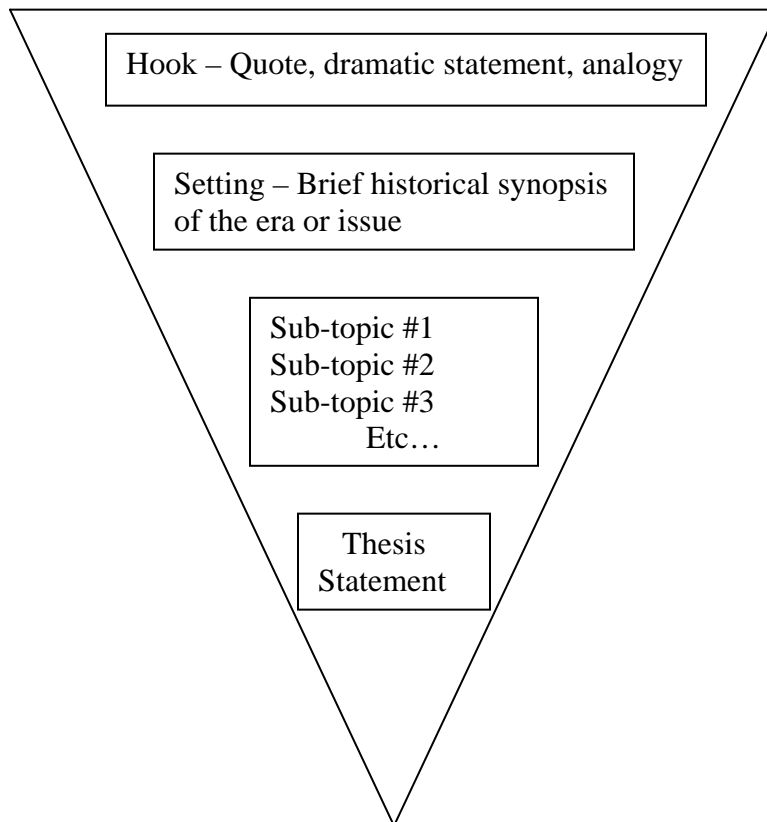 Hook – Quote, dramatic statement, analogy
Setting – Brief historical synopsis
of the era or issue
Sub-topic #1
Sub-topic #2
Sub-topic #3
Etc…
Thesis
Statement